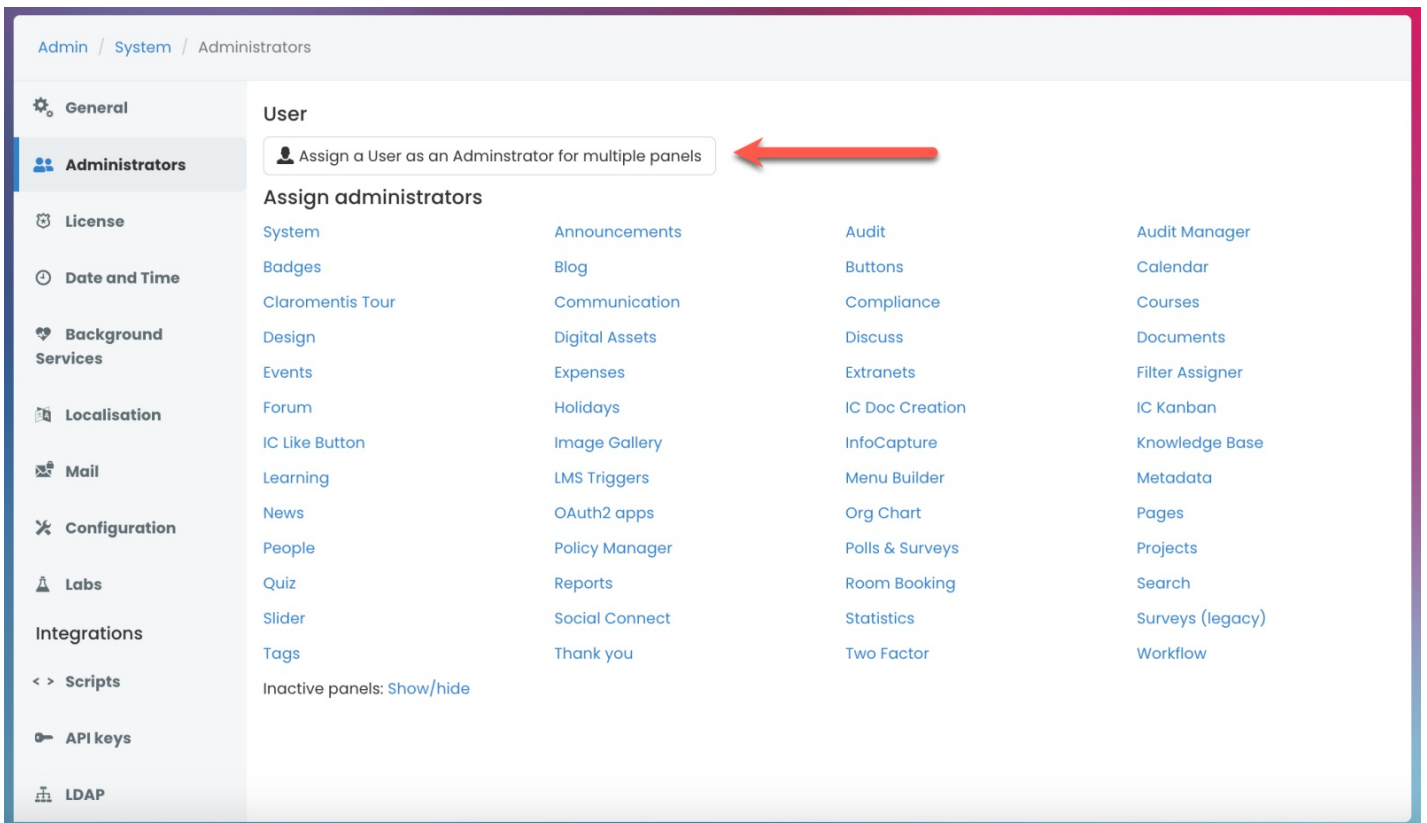 Admin / System / Administrators
General
Administrators
License
Date and Time
Background
Services
Localisation
Mail
Configuration
Labs
Integrations
< > Scripts
API keys
LDAP
User
Assign a User as an Adminstrator for multiple panels
Assign administrators
System Announcements Audit Audit Manager
Badges Blog Buttons Calendar
Claromentis Tour Communication Compliance Courses
Design Digital Assets Discuss Documents
Events Expenses Extranets Filter Assigner
Forum Holidays IC Doc Creation IC Kanban
IC Like Button Image Gallery InfoCapture Knowledge Base
Learning LMS Triggers Menu Builder Metadata
News OAuth2 apps Org Chart Pages
People Policy Manager Polls & Surveys Projects
Quiz Reports Room Booking Search
Slider Social Connect Statistics Surveys (legacy)
Tags Thank you Two Factor Workflow
Inactive panels: Show/hide